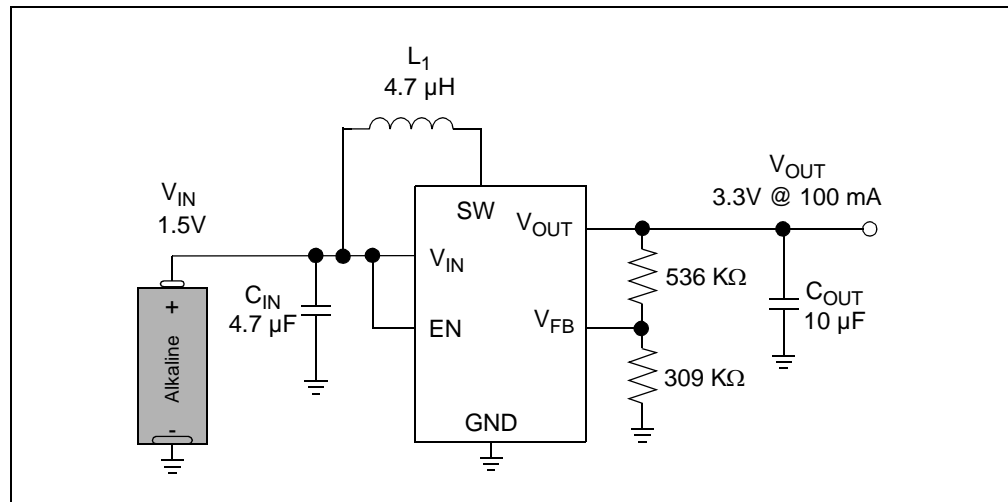 L1
4.7 µH
VIN
1.5V
VOUT
3.3V @ 100 mA
SW
VOUT
VIN
536 KΩ
CIN
4.7 µF
COUT
10 µF
+
Alkaline
-
EN
VFB
309 KΩ
GND